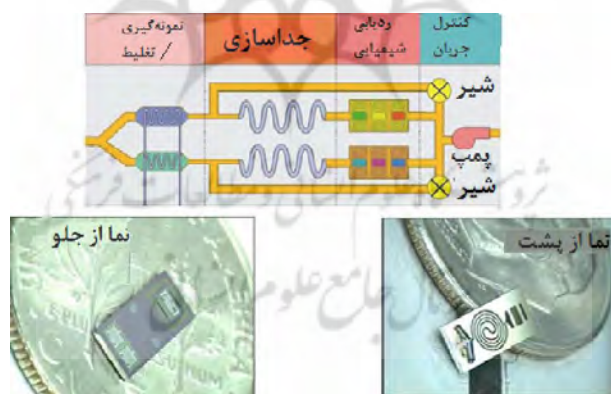 نمونه‌گیری
/ تغلیظ
جداسازی
ردیابی
شیمیایی
کنترل
جریان
شیر
پمپ
شیر
نما از جلو
نما از پشت